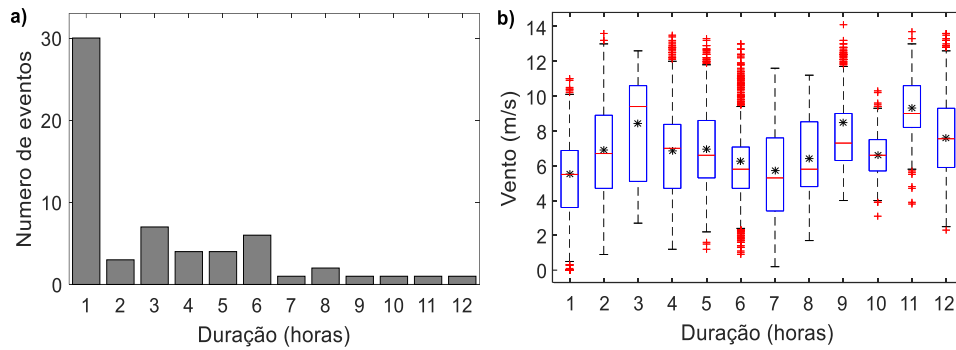 a)
Numero de eventos
30
20
10
0
1 2 3 4 5 6 7 8 9 10 11 12
Duração (horas)
b)
Vento (m/s)
14
12
10
8
6
4
2
0
1 2 3 4 5 6 7 8 9 10 11 12
Duração (horas)